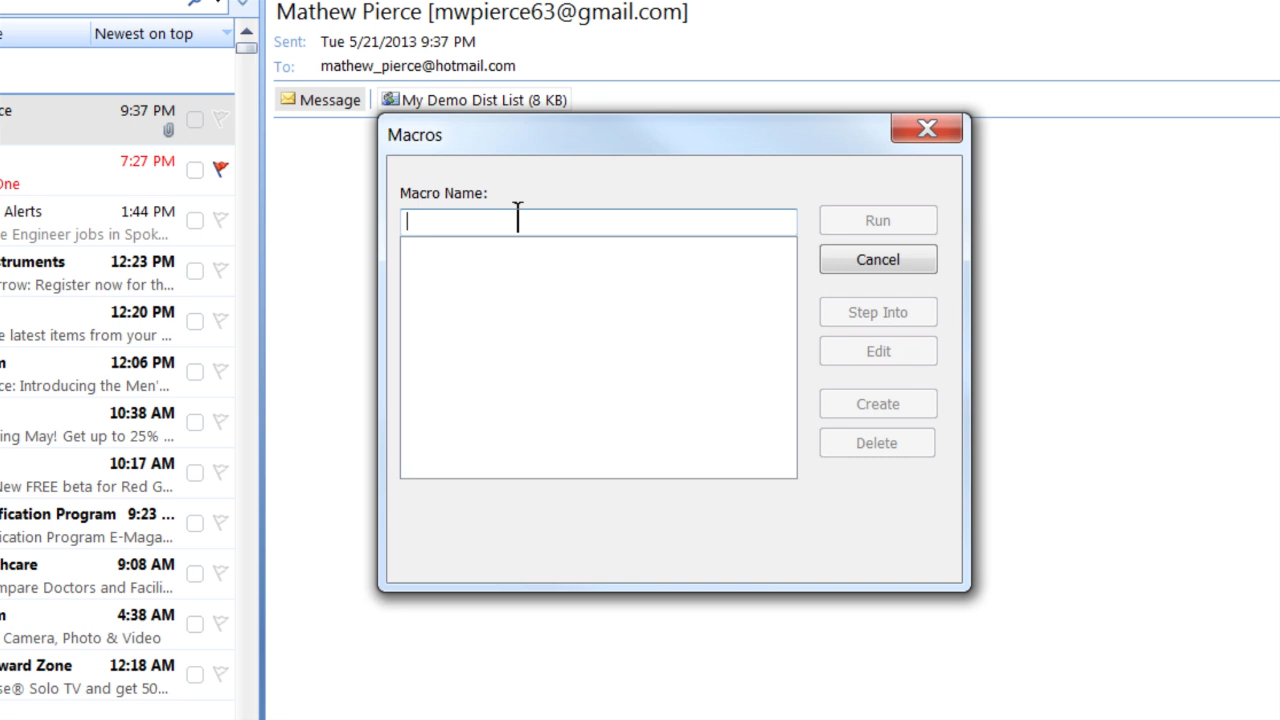 e Newest on top
ce 9:37 PM
7:27 PM
One
Alerts 1:44 PM
e Engineer jobs in Spok...
truments 12:23 PM
rrow: Register now for th...
12:20 PM
e latest items from your ...
m 12:06 PM
ce: Introducing the Men'...
10:38 AM
ing May! Get up to 25% ...
10:17 AM
New FREE beta for Red G...
fication Program 9:23 ...
ication Program E-Maga...
thcare 9:08 AM
mpare Doctors and Facili...
m 4:38 AM
Camera, Photo & Video
ward Zone 12:18 AM
se® Solo TV and get 50...
Mathew Pierce [mwpierce63@gmail.com]
Sent: Tue 5/21/2013 9:37 PM
To: mathew_pierce@hotmail.com
Message
My Demo Dist List (8 KB)
Macros
Macro Name:
Run
Cancel
Step Into
Edit
Create
Delete